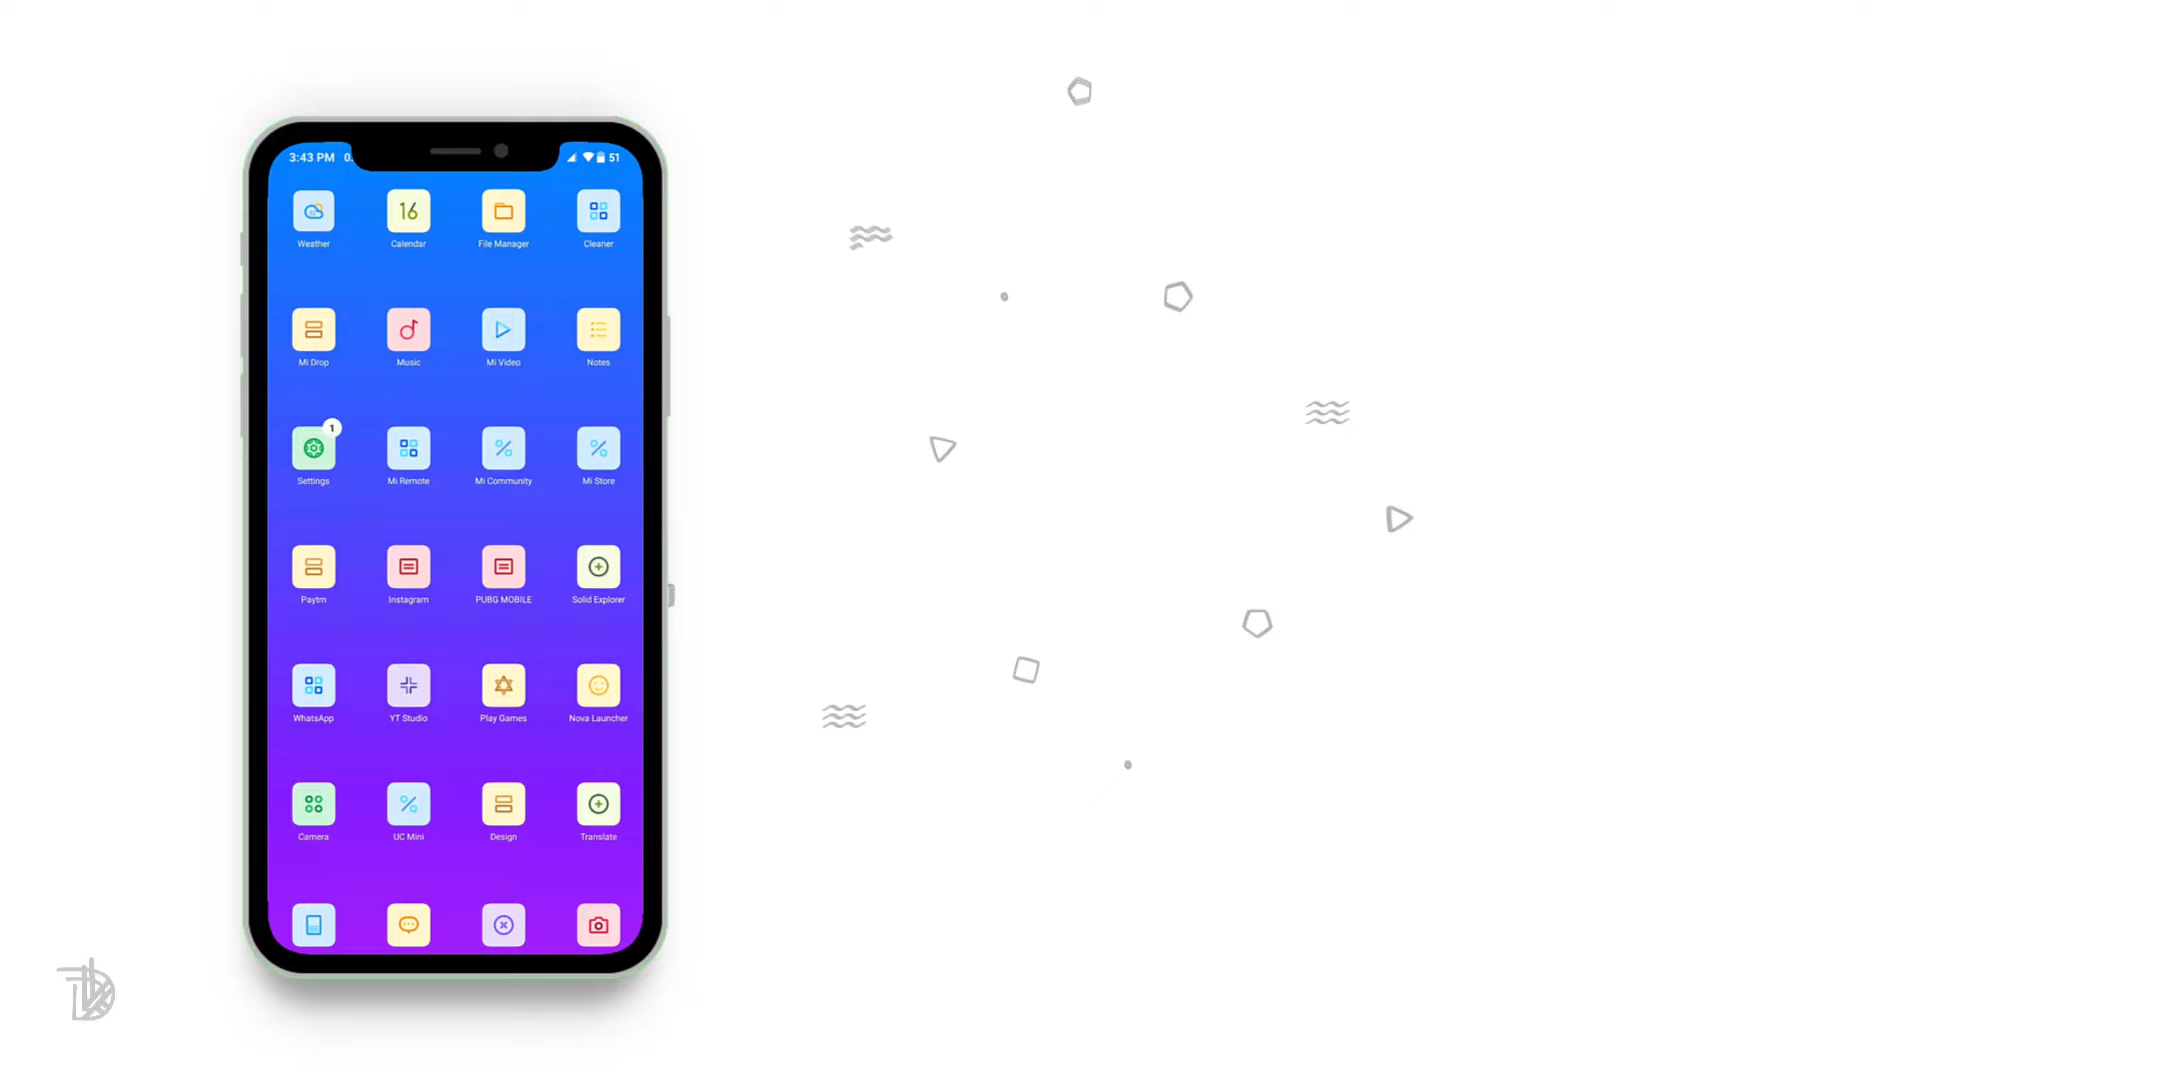 3:43 PM 0. 51
Weather Calendar File Manager Cleaner
16
Mi Drop Music Mi Video Notes
1
Settings Mi Remote Mi Community Mi Store
Paytm Instagram PUBG MOBILE Solid Explorer
WhatsApp YT Studio Play Games Nova Launcher
Camera UC Mini Design Translate